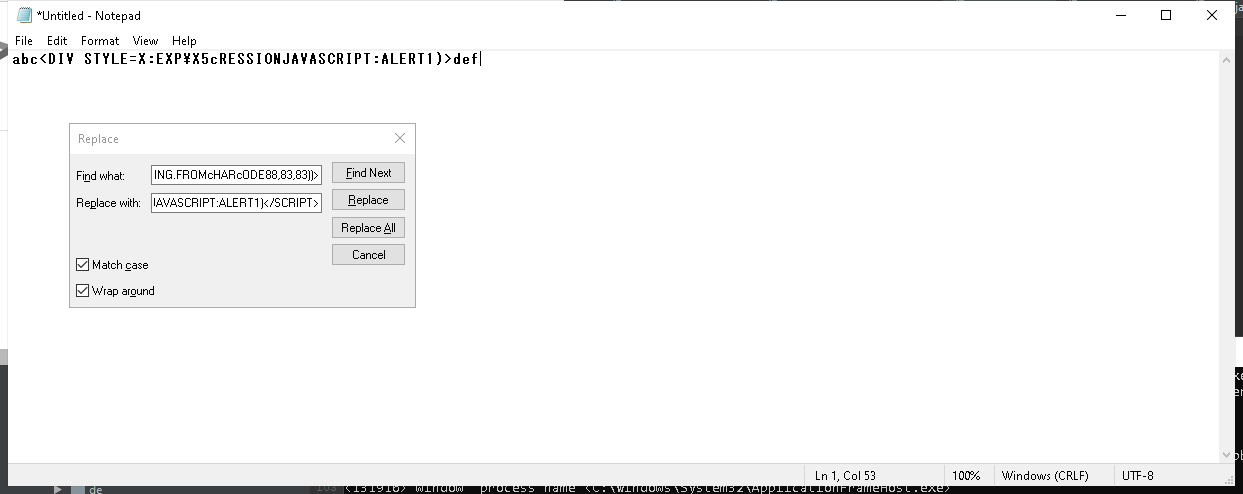 *Untitled - Notepad
File Edit Format View Help
abc<DIV STYLE=X:EXP¥X5cRESSIONJAVASCRIPT:ALERT1)>def
Replace
Find what: ING.FROMcHARcODE88,83,83))> Find Next
Replace with: IAVASCRIPT:ALERT1)</SCRIPT> Replace
Replace All
Cancel
Match case
Wrap around
Ln 1, Col 53 100% Windows (CRLF) UTF-8
de <131916> window process name <C:\Windows\System32\ApplicationFrameHost.exe>